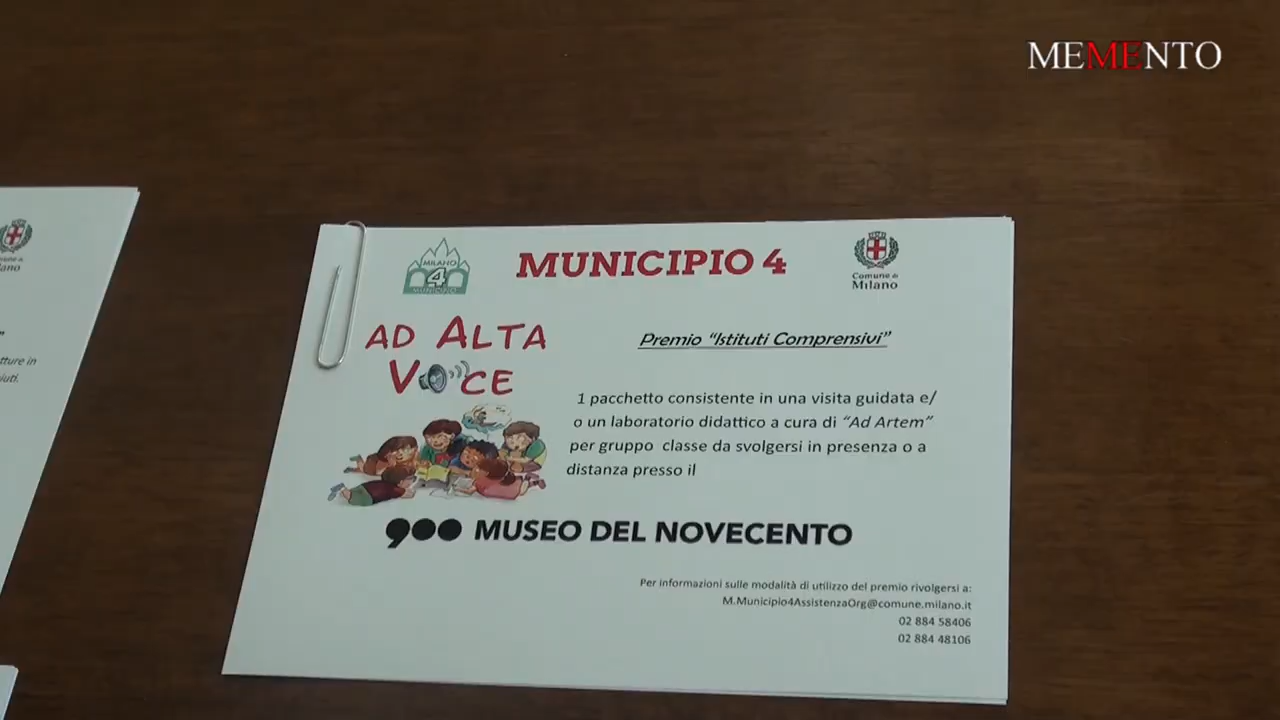 MEMENTO
MILANO
4
MUNICIPIO
MUNICIPIO 4
Comune di
Milano
AD ALTA
VOCE
Premio “Istituti Comprensivi”
1 pacchetto consistente in una visita guidata e/
o un laboratorio didattico a cura di “Ad Artem”
per gruppo classe da svolgersi in presenza o a
distanza presso il
900 MUSEO DEL NOVECENTO
Per informazioni sulle modalità di utilizzo del premio rivolgersi a:
M.Municipio4AssistenzaOrg@comune.milano.it
02 884 58406
02 884 48106